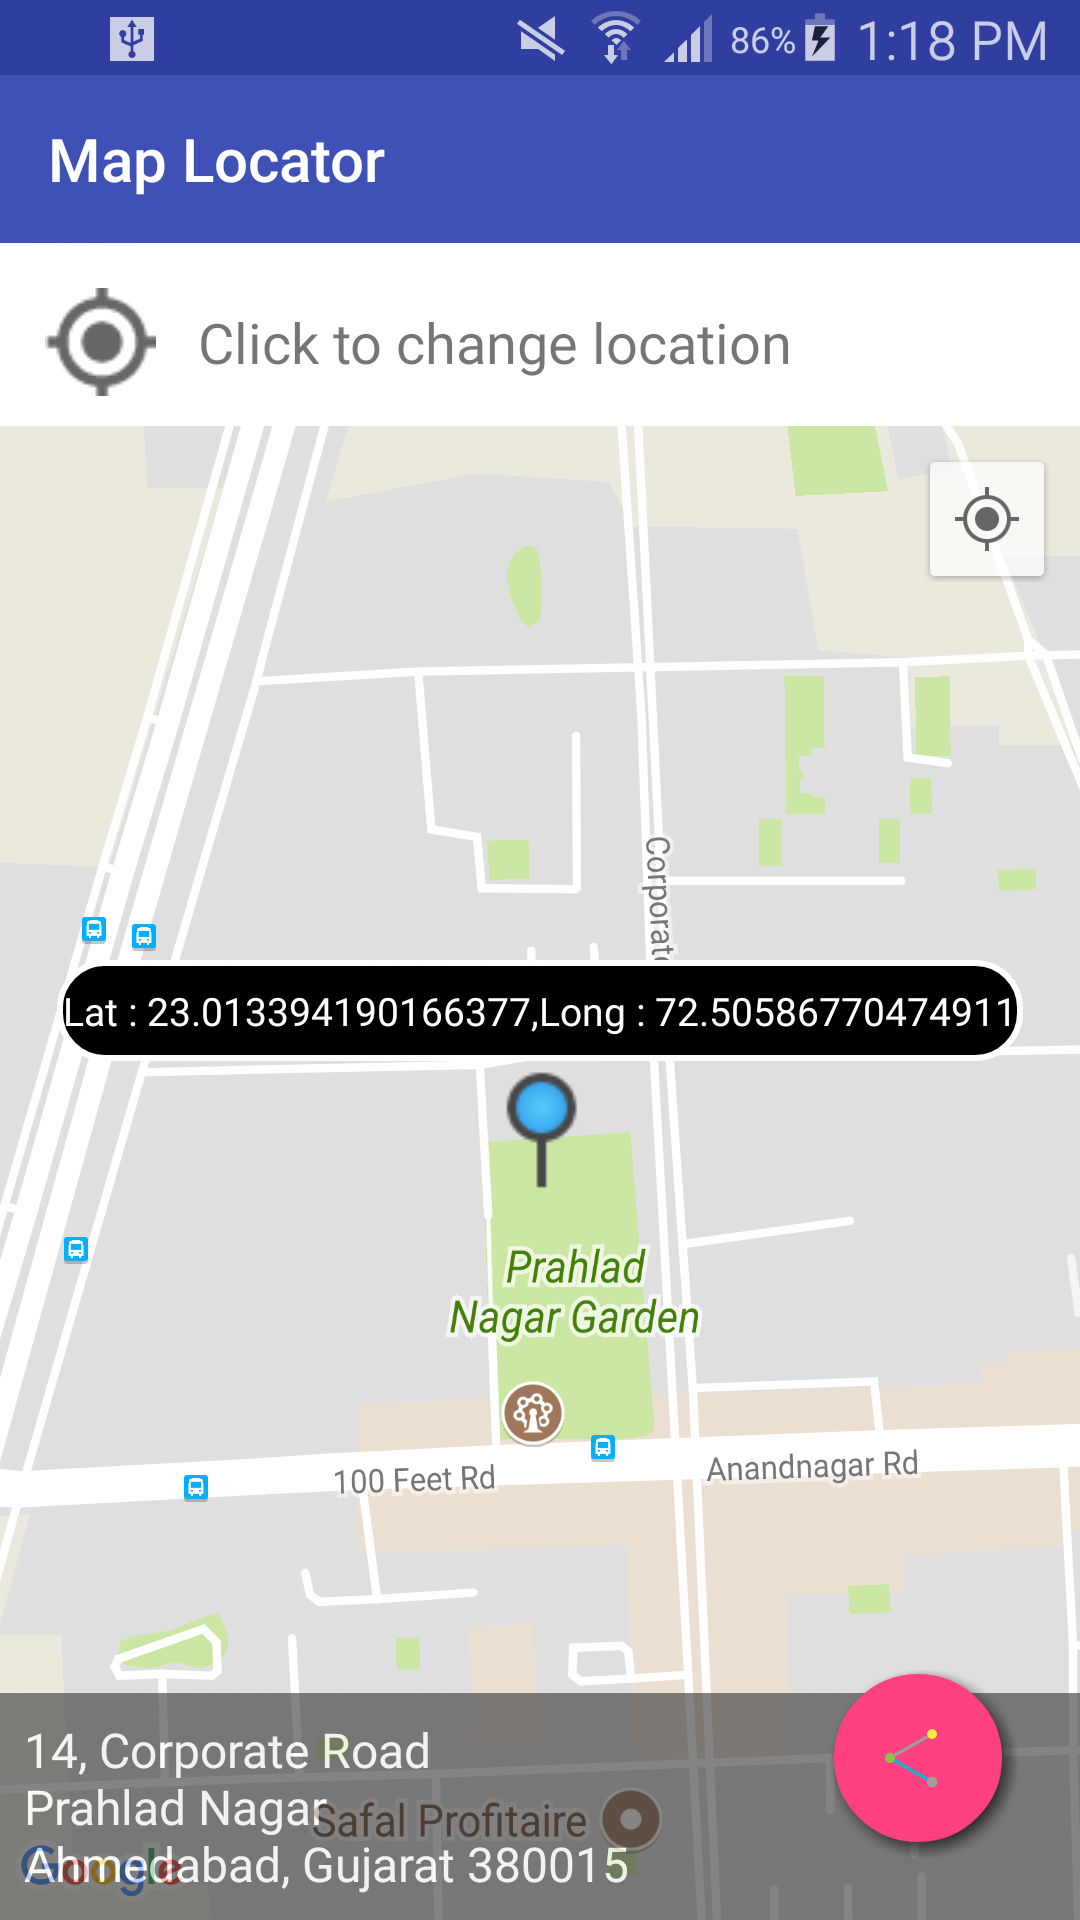 86% 1:18 PM
Map Locator
Click to change location
Corporat
Lat : 23.013394190166377,Long : 72.50586770474911
Prahlad
Nagar Garden
100 Feet Rd
Anandnagar Rd
14, Corporate Road
Prahlad Nagar
Safal Profitaire
Ahmedabad, Gujarat 380015
Google